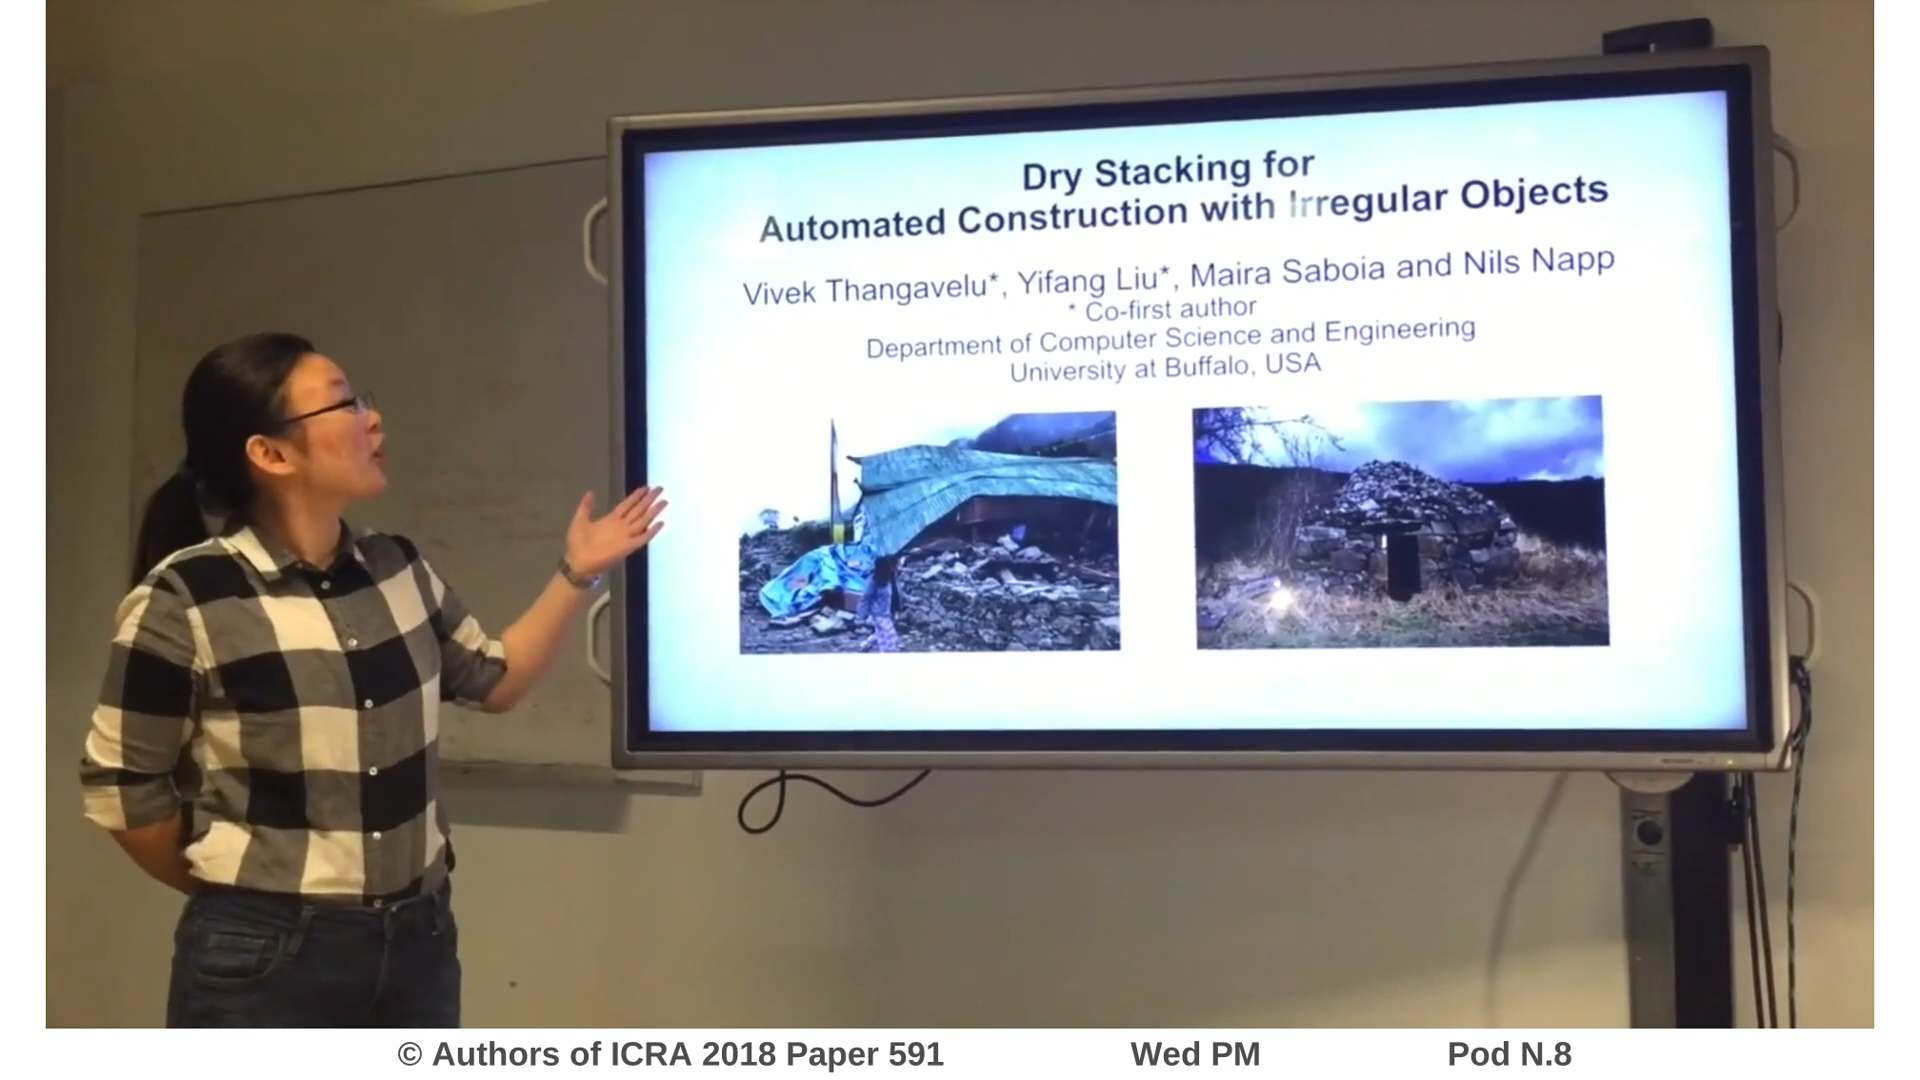 Dry Stacking for
Automated Construction with Irregular Objects
Vivek Thangavelu*, Yifang Liu*, Maira Saboia and Nils Napp
* Co-first author
Department of Computer Science and Engineering
University at Buffalo, USA
© Authors of ICRA 2018 Paper 591 Wed PM Pod N.8